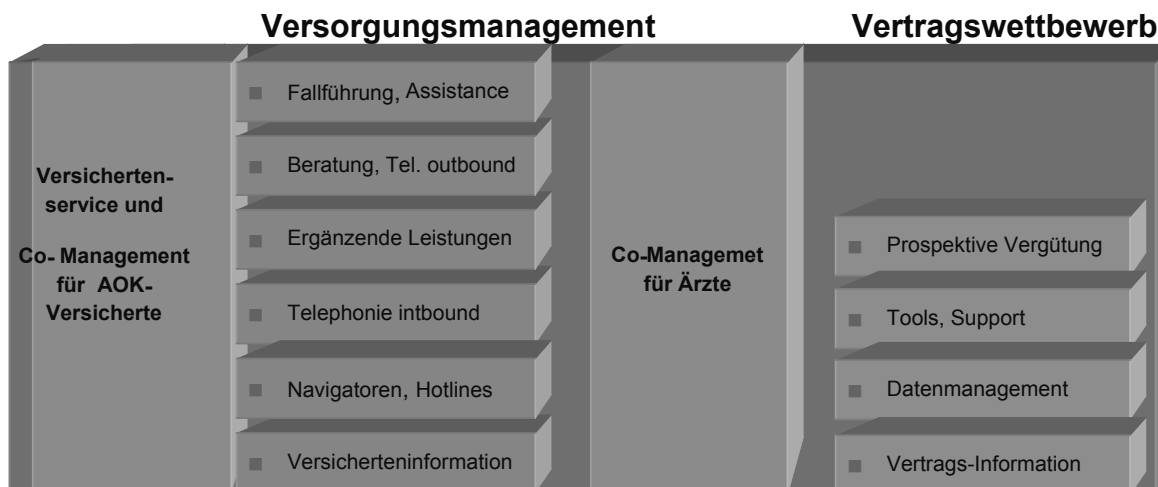 Versorgungsmanagement
Vertragswettbewerb
Versicherten-
service und
Co- Management
für AOK-
Versicherte
Fallführung, Assistance
Beratung, Tel. outbound
Ergänzende Leistungen
Telephonie intbound
Navigatoren, Hotlines
Versicherteninformation
Co-Managemet
für Ärzte
Prospektive Vergütung
Tools, Support
Datenmanagement
Vertrags-Information